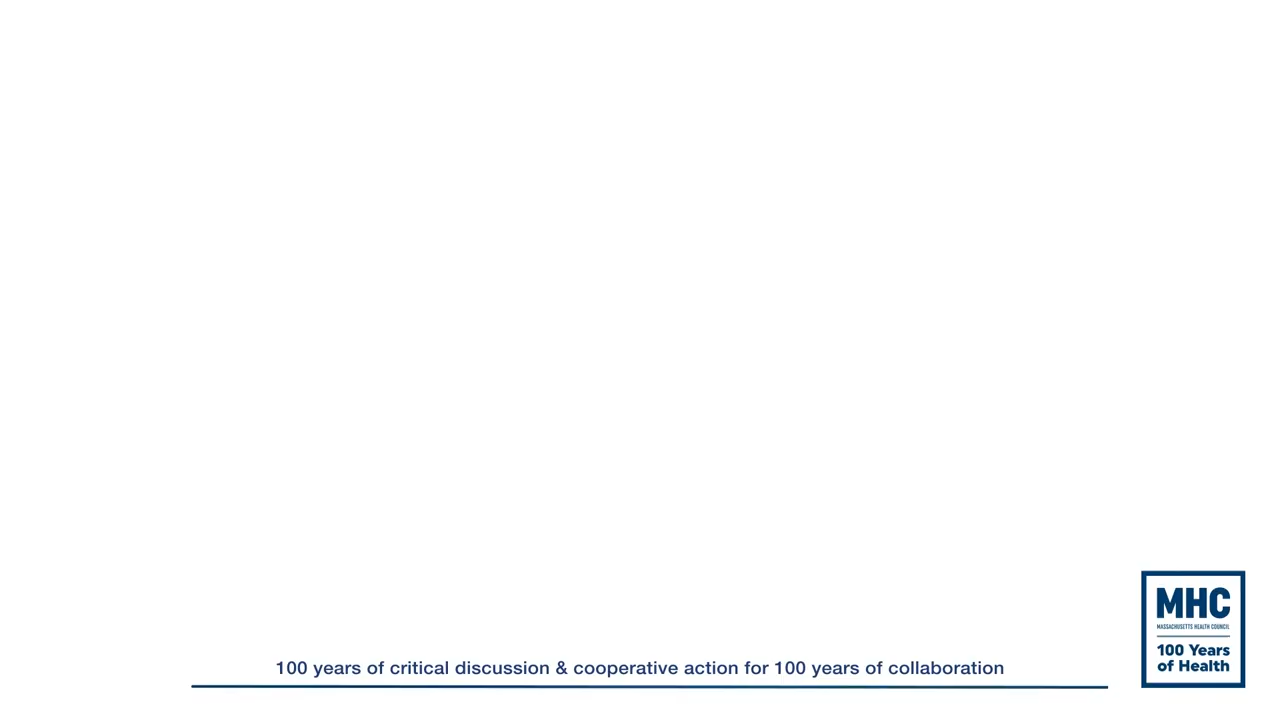 MHC
MASSACHUSETTS HEALTH COUNCIL
100 Years
of Health
100 years of critical discussion & cooperative action for 100 years of collaboration